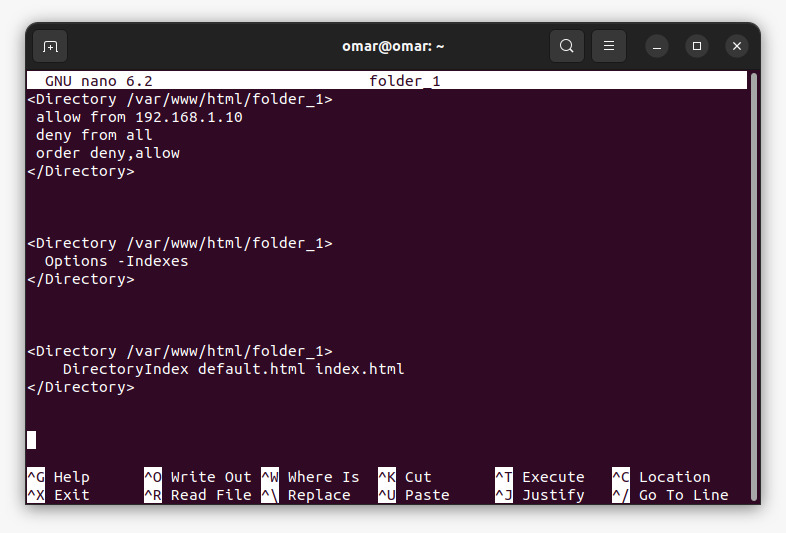 omar@omar: ~
GNU nano 6.2 folder_1
<Directory /var/www/html/folder_1>
 allow from 192.168.1.10
 deny from all
 order deny,allow
</Directory>
<Directory /var/www/html/folder_1>
  Options -Indexes
</Directory>
<Directory /var/www/html/folder_1>
    DirectoryIndex default.html index.html
</Directory>
^G Help ^O Write Out ^W Where Is ^K Cut ^T Execute ^C Location
^X Exit ^R Read File ^\ Replace ^U Paste ^J Justify ^/ Go To Line